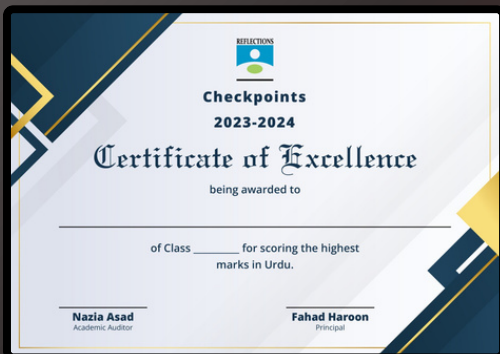 REFLECTIONS
Checkpoints
2023-2024
Certificate of Excellence
being awarded to
of Class ________ for scoring the highest
marks in Urdu.
Nazia Asad
Academic Auditor
Fahad Haroon
Principal